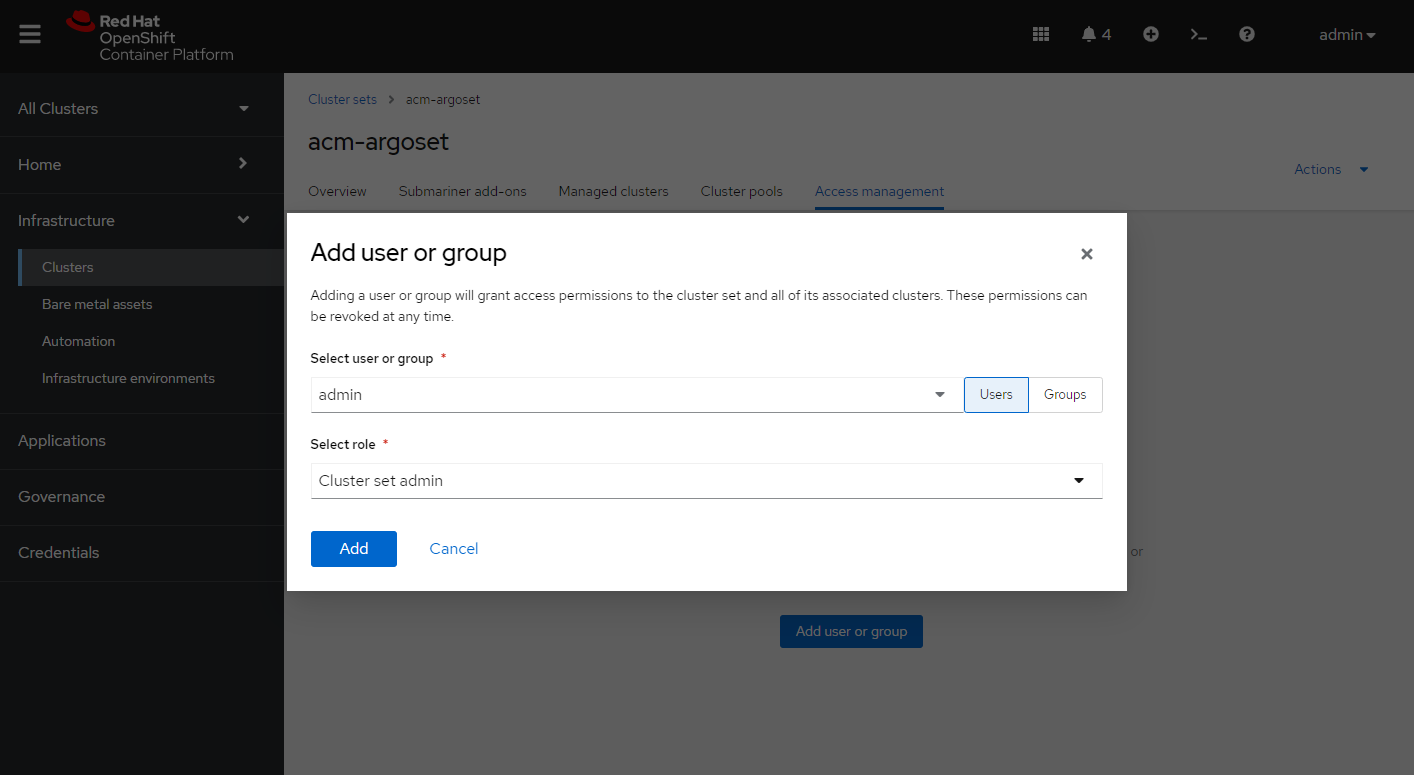 Red Hat
OpenShift
Container Platform
4
admin
All Clusters
Home
Infrastructure
Clusters
Bare metal assets
Automation
Infrastructure environments
Applications
Governance
Credentials
Cluster sets > acm-argoset
acm-argoset
Actions
Overview Submariner add-ons Managed clusters Cluster pools Access management
Add user or group
Adding a user or group will grant access permissions to the cluster set and all of its associated clusters. These permissions can
be revoked at any time.
Select user or group *
admin Users Groups
Select role *
Cluster set admin
Add Cancel
or
Add user or group